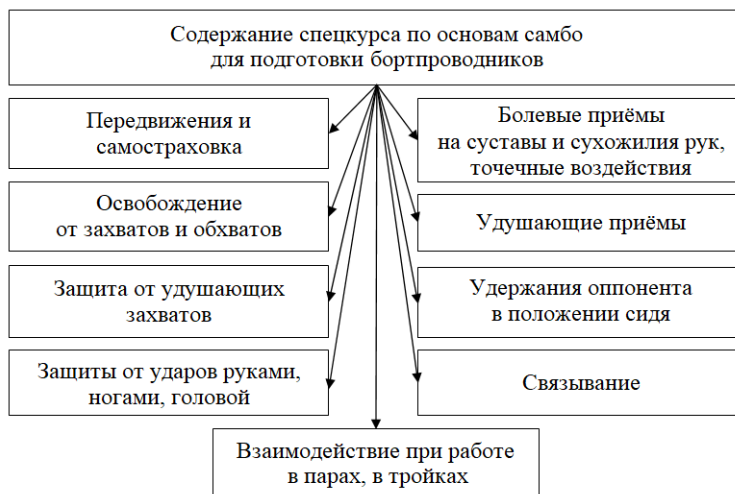 Содержание спецкурса по основам самбо
для подготовки бортпроводников
Передвижения и
самостраховка
Освобождение
от захватов и обхватов
Защита от удушающих
захватов
Защиты от ударов руками,
ногами, головой
Болевые приёмы
на суставы и сухожилия рук,
точечные воздействия
Удушающие приёмы
Удержания оппонента
в положении сидя
Связывание
Взаимодействие при работе
в парах, в тройках